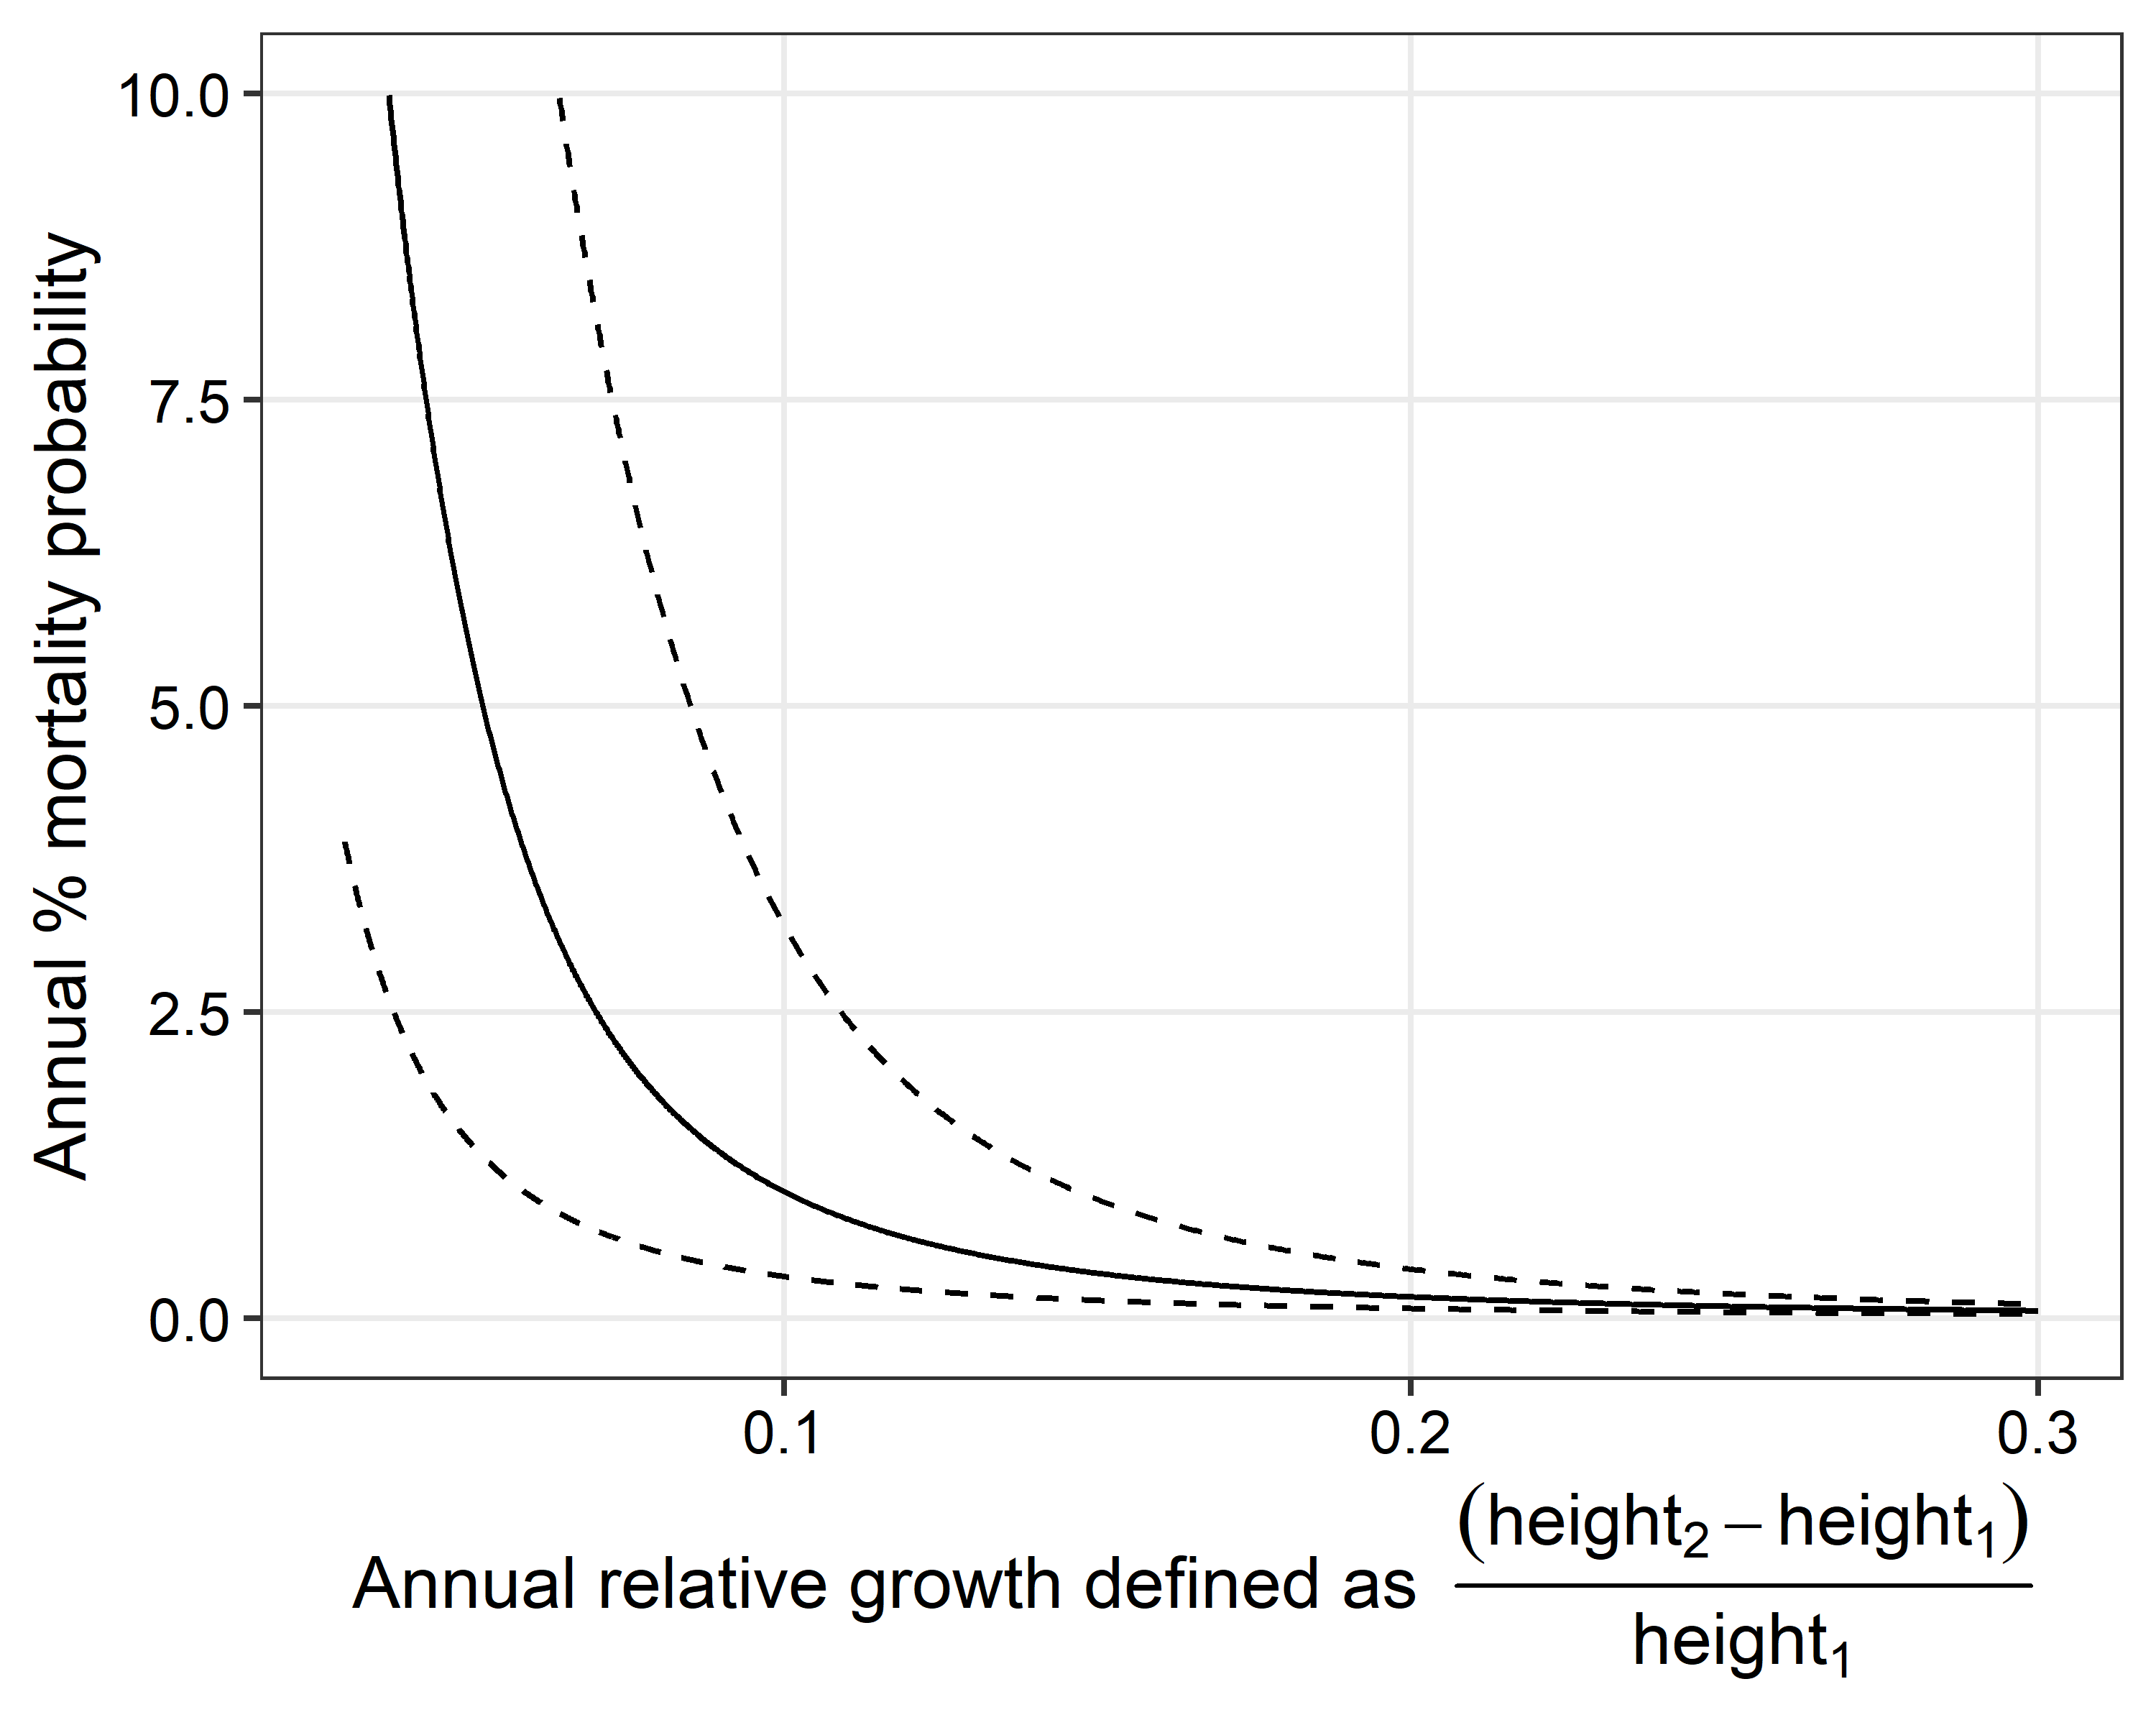 Annual % mortality probability
10.0
7.5
5.0
2.5
0.0
0.1 0.2 0.3
Annual relative growth defined as (height₂ − height₁)
height₁